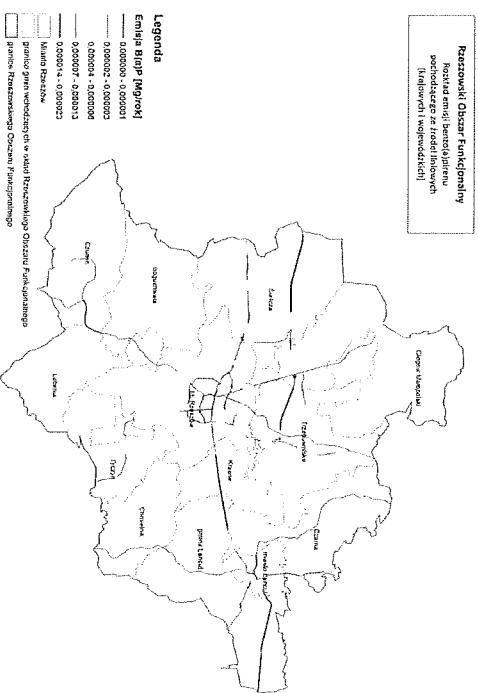 Rzeszowski Obszar Funkcjonalny
Rozkład emisji benzo(a)pirenu
pochodzącego ze źródeł liniowych
[krajowych i wojewódzkich]
Legenda
Emisja B(a)P [Mg/rok]
0,000000 - 0,000001
0,000002 - 0,000003
0,000004 - 0,000006
0,000007 - 0,000013
0,000014 - 0,000023
Miasto Rzeszów
granice gmin wchodzących w skład Rzeszowskiego Obszaru Funkcjonalnego
granice Rzeszowskiego Obszaru Funkcjonalnego
Głogów Małopolski
Świlcza
Trzebownisko
Czarna
Boguchwała
m. Rzeszów
Krasne
miasto Łańcut
gmina Łańcut
Czudec
Lubenia
Tyczyn
Chmielnik